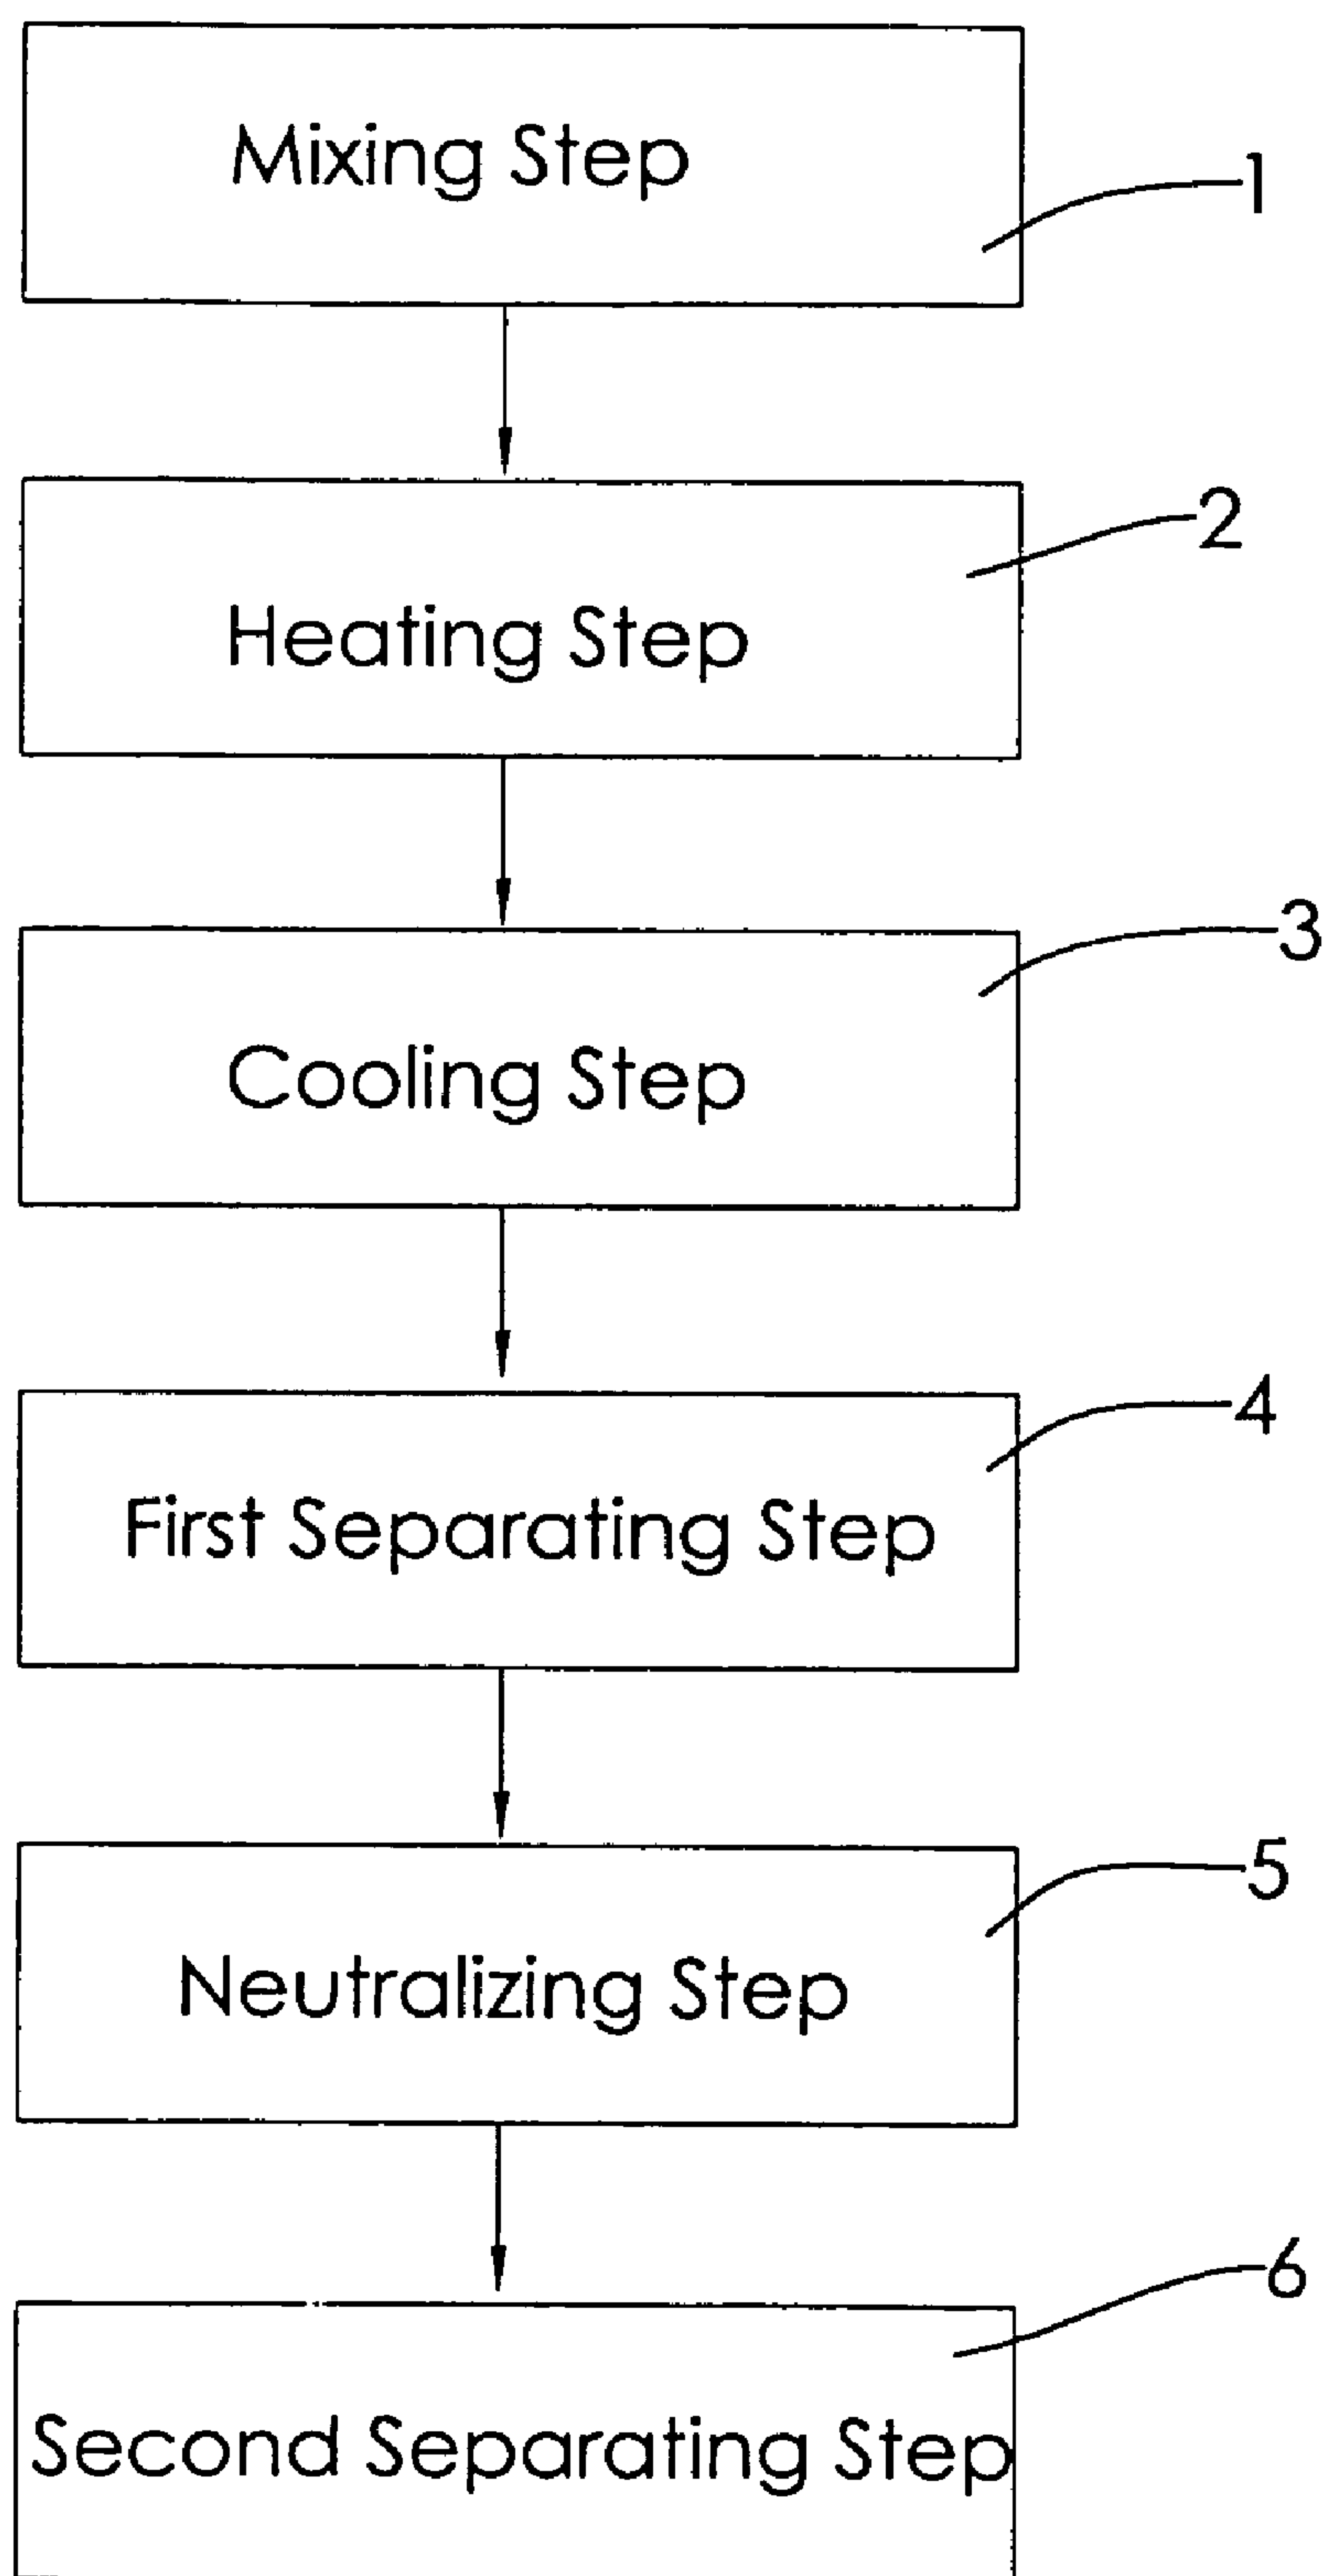 Mixing Step
1
2
Heating Step
3
Cooling Step
4
First Separating Step
5
Neutralizing Step
6
Second Separating Step